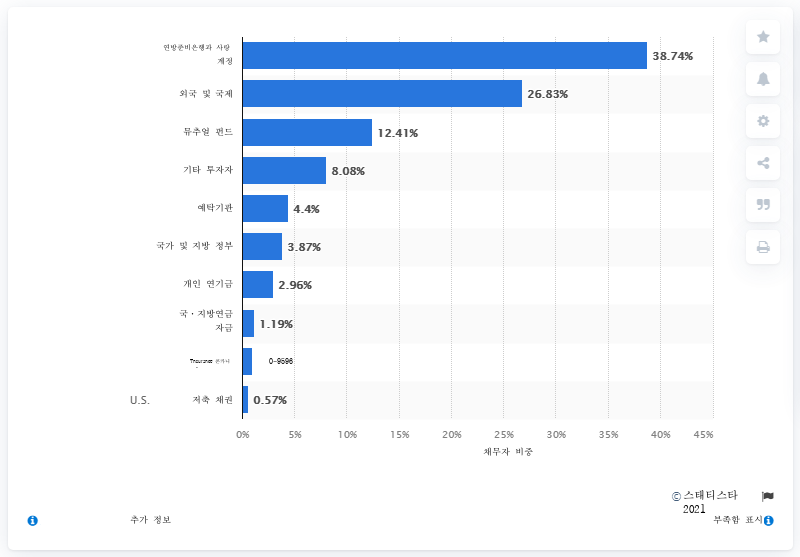 연방준비은행과 사랑
계정
38.74%
외국 및 국제
26.83%
뮤추얼 펀드
12.41%
기타 투자자
8.08%
예탁기관
4.4%
국가 및 지방 정부
3.87%
개인 연기금
2.96%
국·지방연금
자금
1.19%
Insurance
0-9596
U.S. 저축 채권
0.57%
0% 5% 10% 15% 20% 25% 30% 35% 40% 45%
채무자 비중
© 스태티스타
2021
추가 정보
부족함 표시